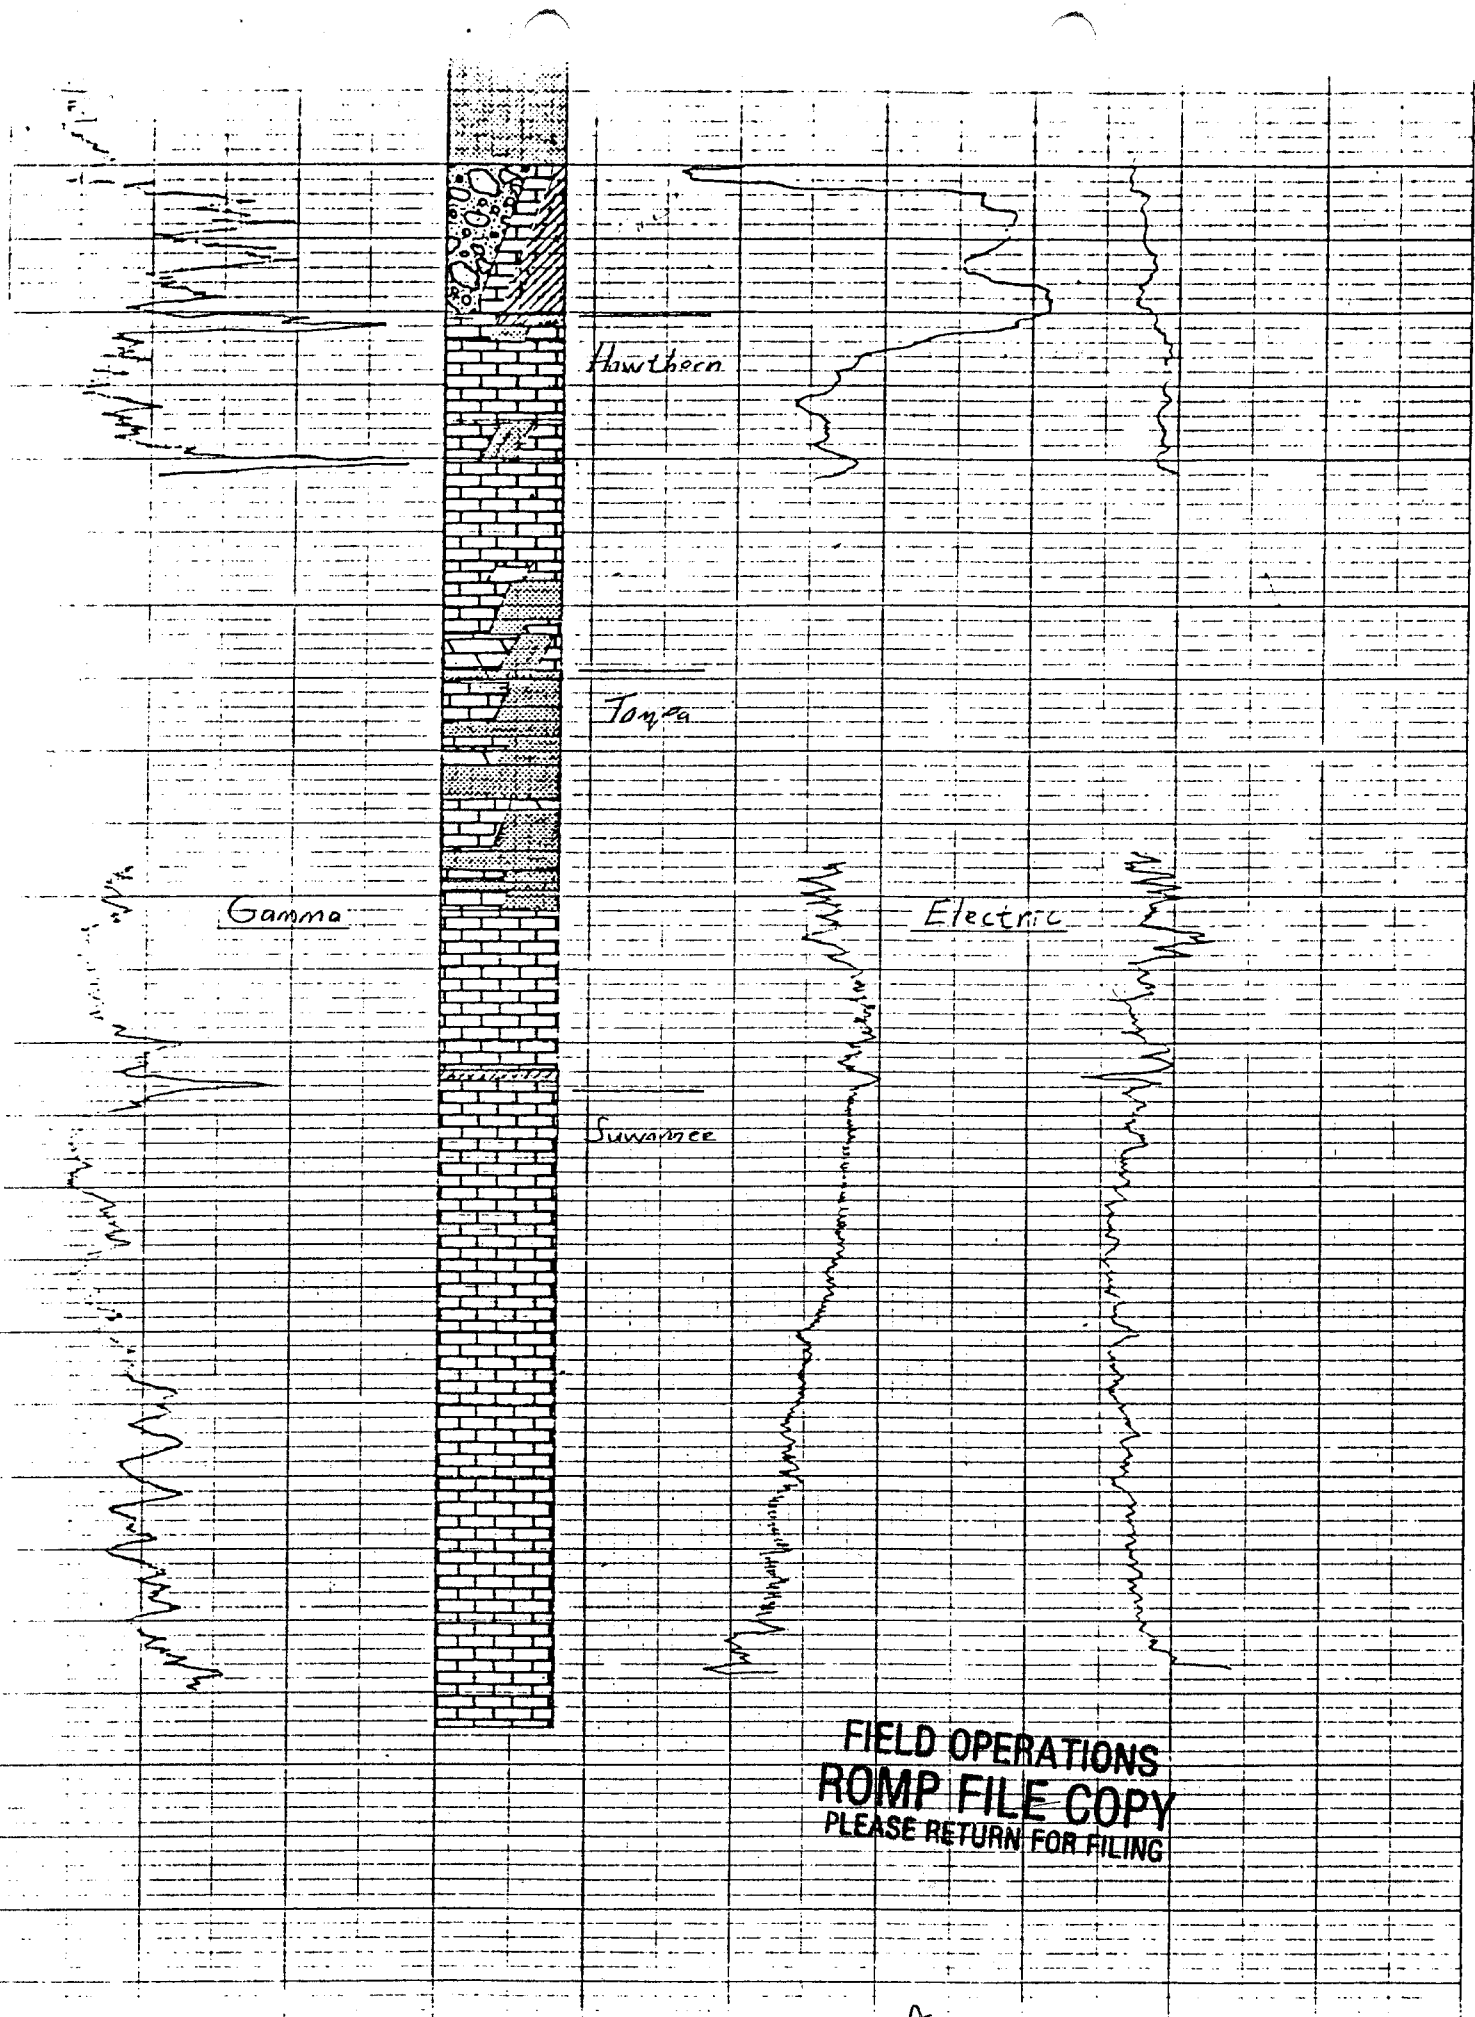 Hawthorn
Tampa
Gamma
Electric
Suwannee
FIELD OPERATIONS
ROMP FILE COPY
PLEASE RETURN FOR FILING